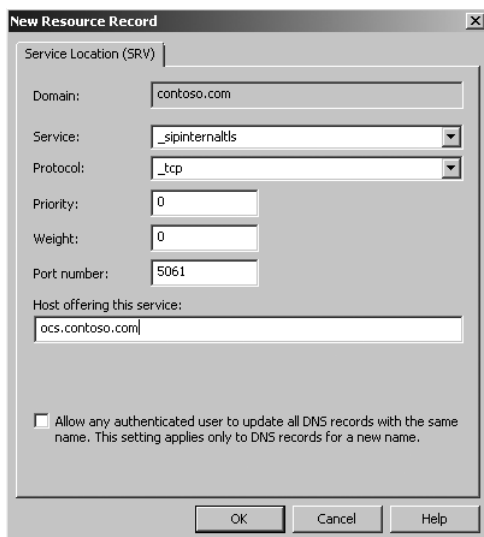 New Resource Record
Service Location (SRV)
Domain: contoso.com
Service: _sipinternaltls
Protocol: _tcp
Priority: 0
Weight: 0
Port number: 5061
Host offering this service:
ocs.contoso.com
Allow any authenticated user to update all DNS records with the same
name. This setting applies only to DNS records for a new name.
OK Cancel Help